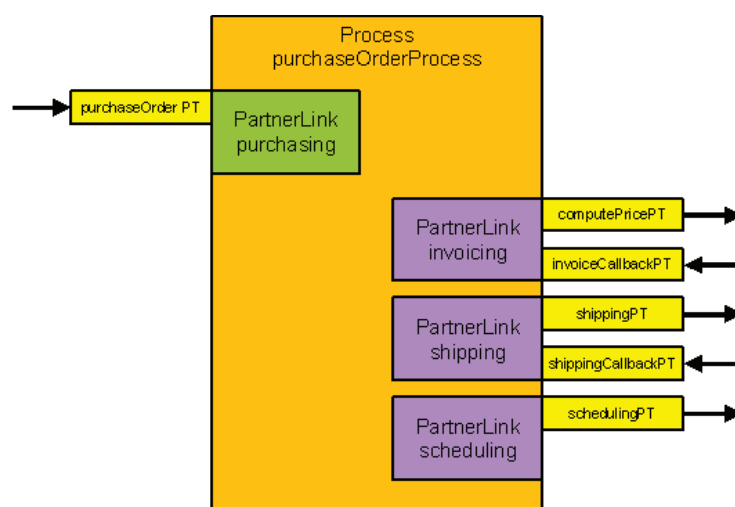 Process
purchaseOrderProcess
purchaseOrder PT
PartnerLink
purchasing
PartnerLink
invoicing
computePricePT
invoiceCallbackPT
PartnerLink
shipping
shippingPT
shippingCallbackPT
PartnerLink
scheduling
schedulingPT